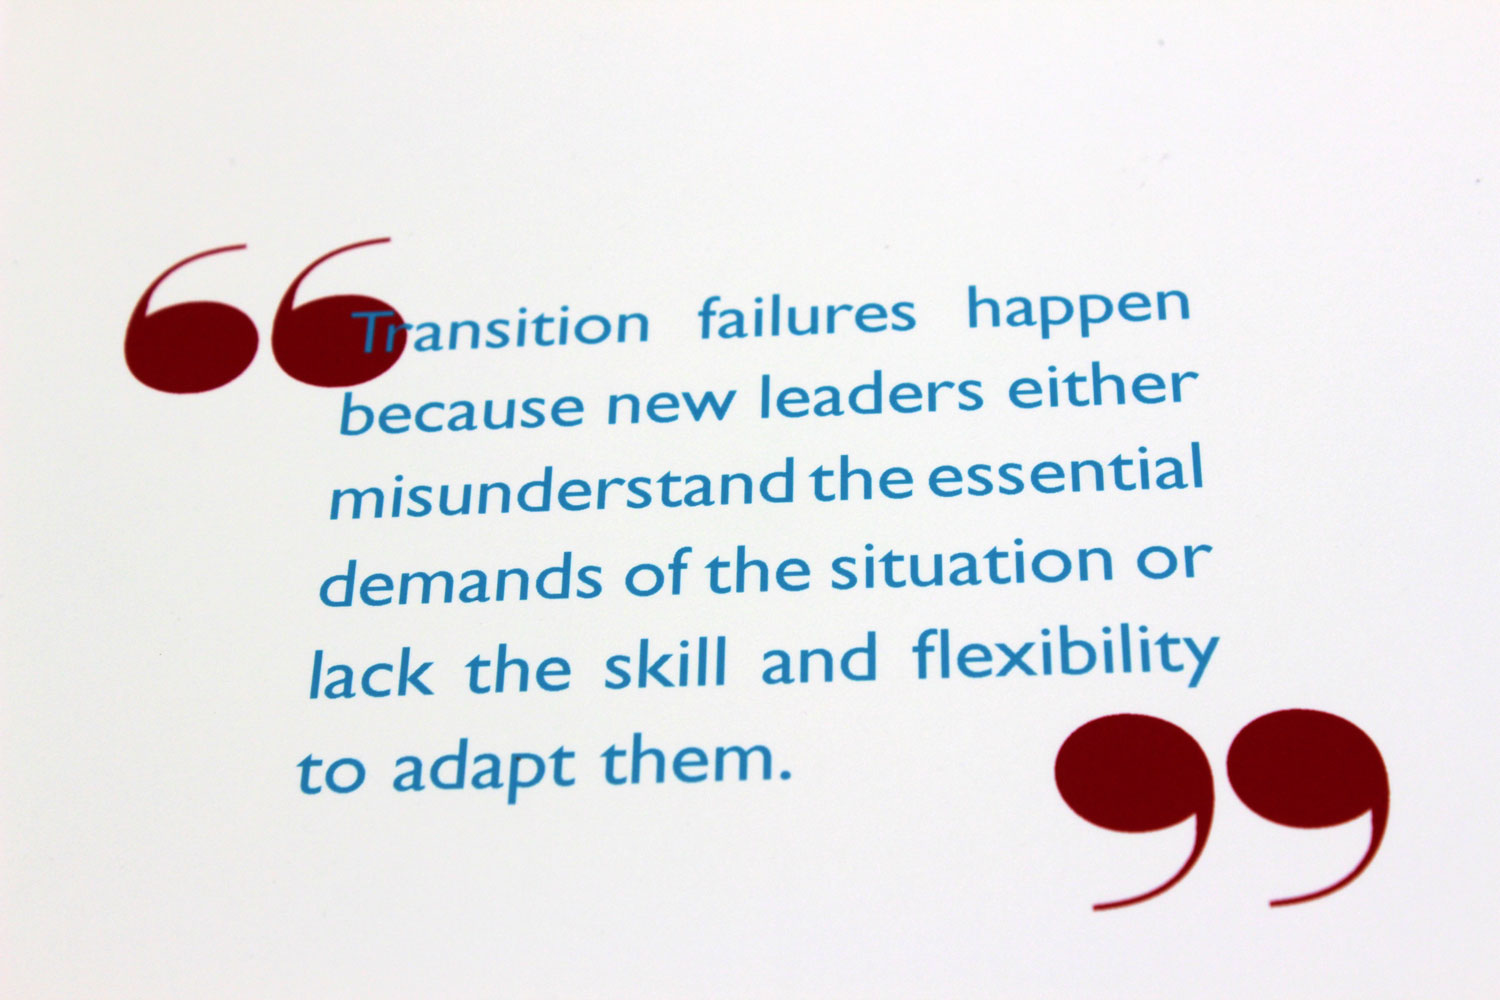 “Transition failures happen
because new leaders either
misunderstand the essential
demands of the situation or
lack the skill and flexibility
to adapt them.”